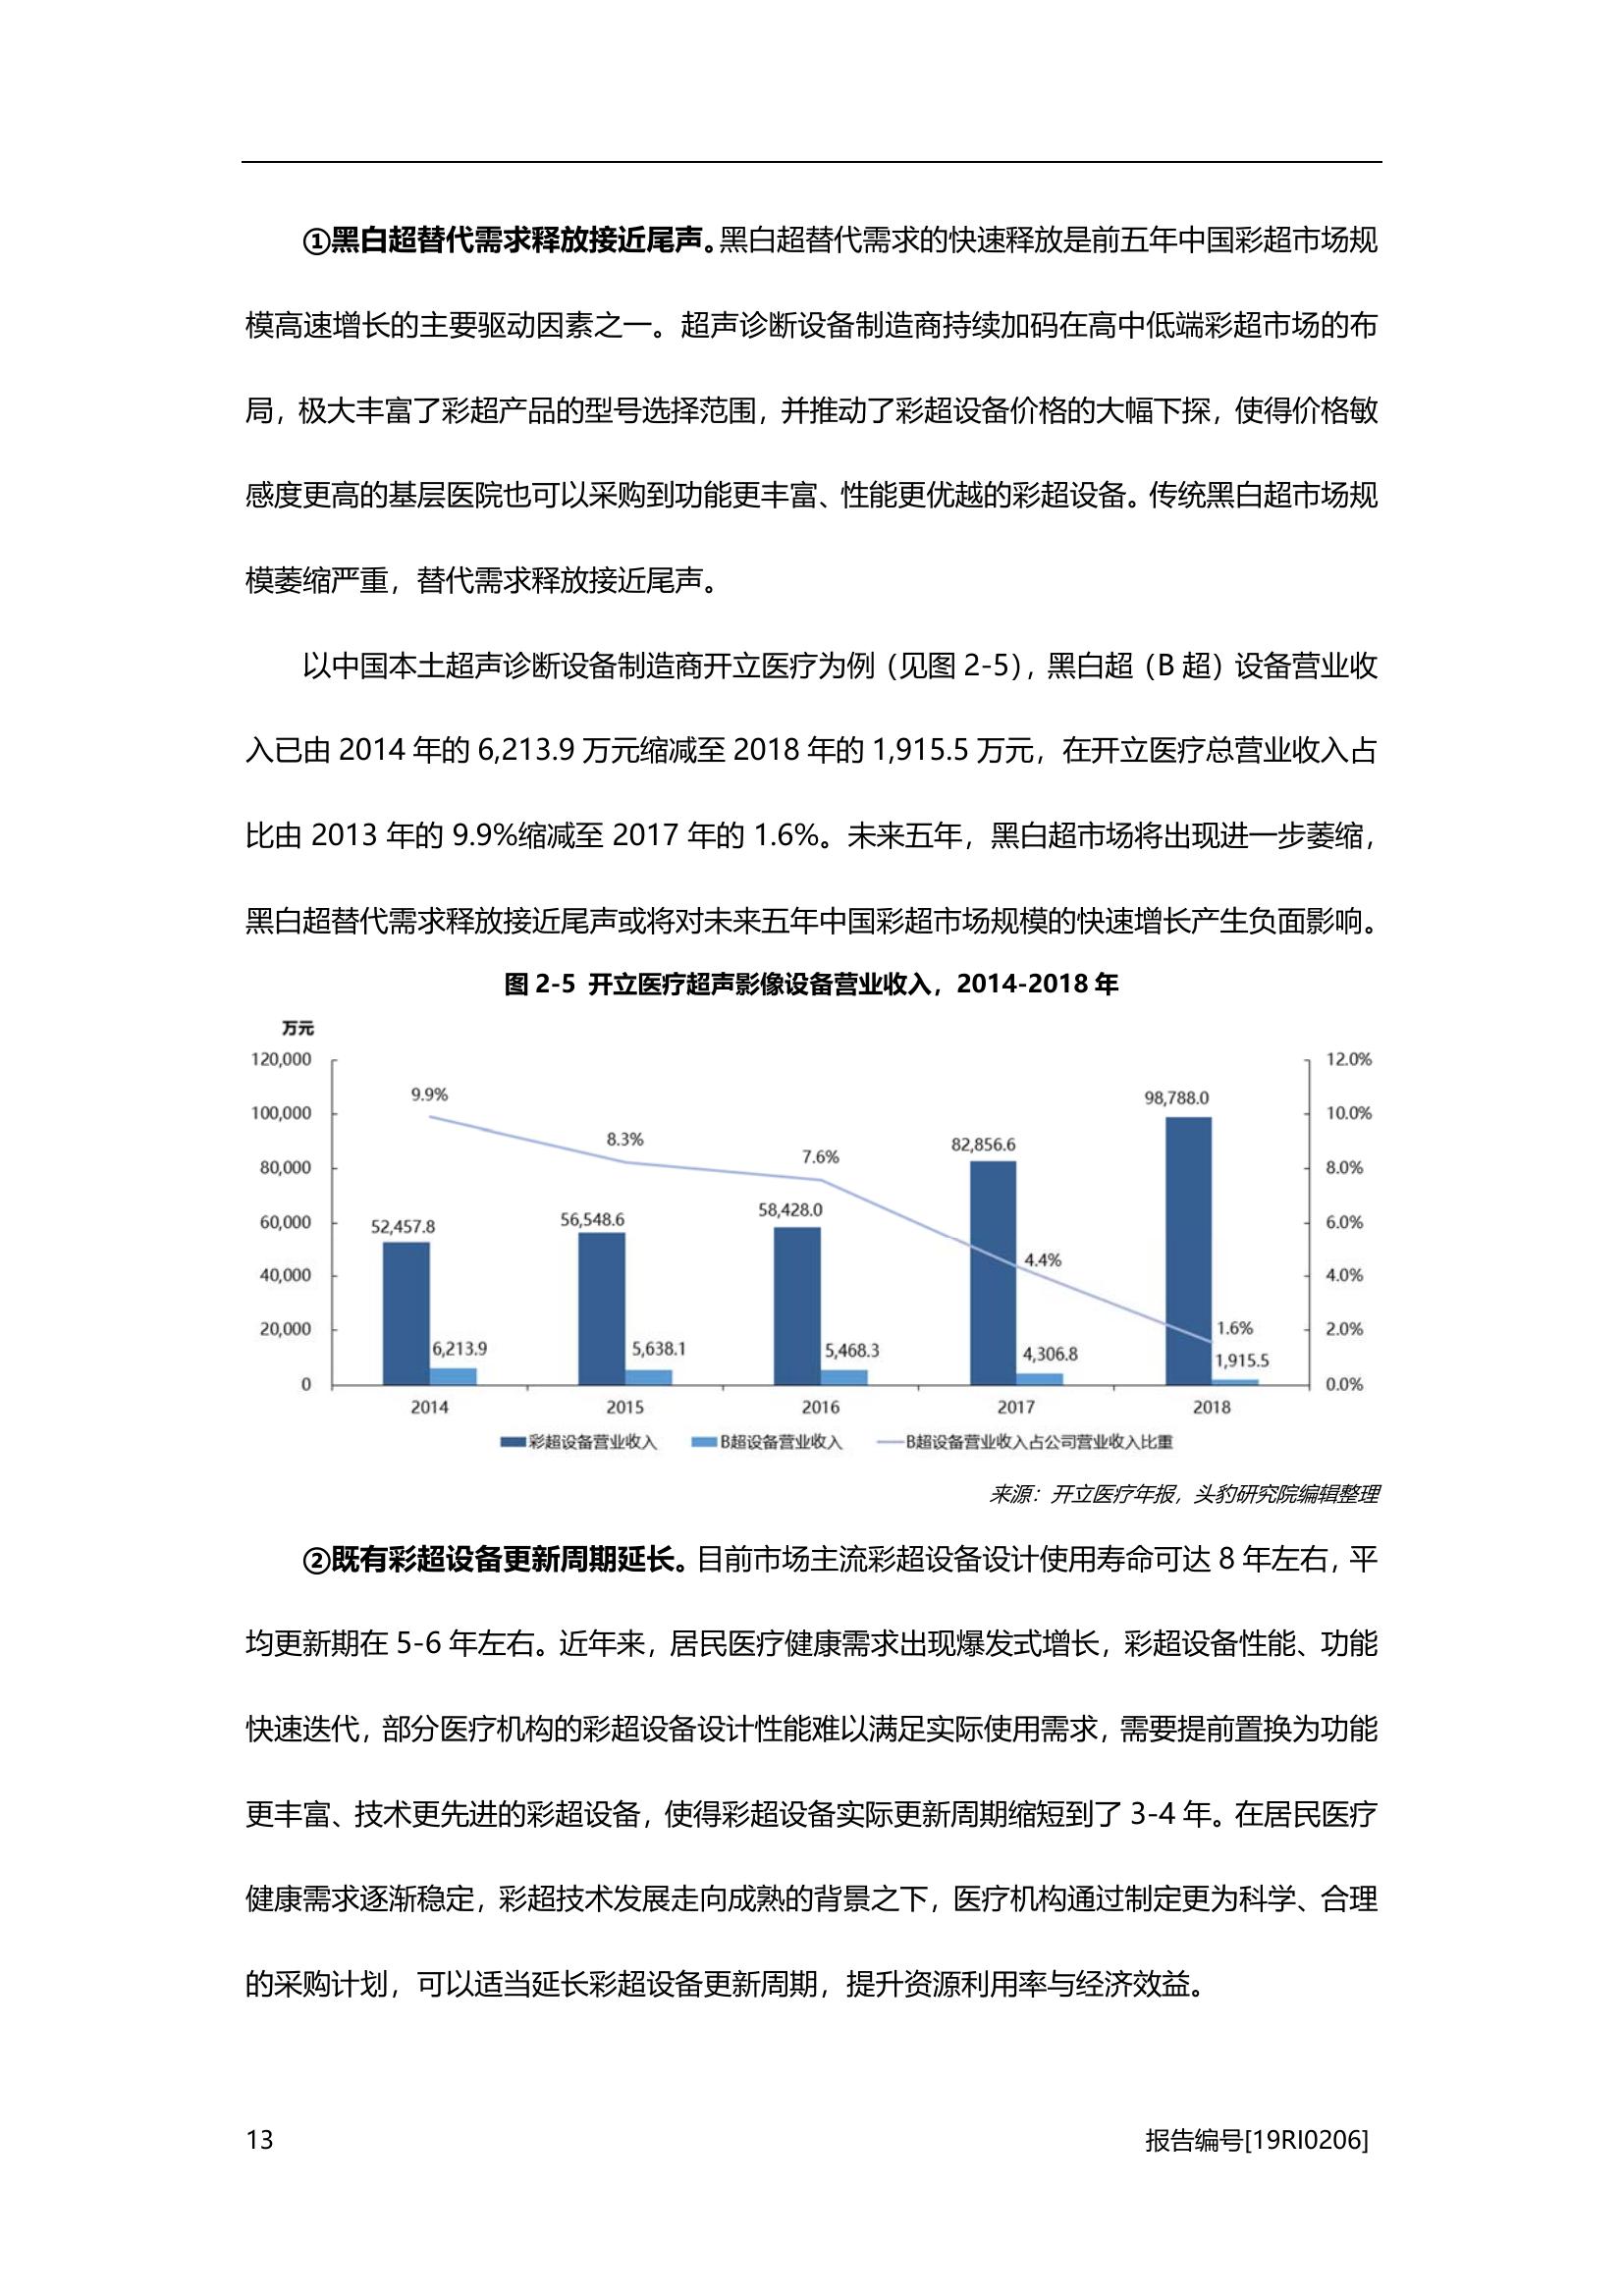 ①黑白超替代需求释放接近尾声。黑白超替代需求的快速释放是前五年中国彩超市场规
模高速增长的主要驱动因素之一。超声诊断设备制造商持续加码在高中低端彩超市场的布
局，极大丰富了彩超产品的型号选择范围，并推动了彩超设备价格的大幅下探，使得价格敏
感度更高的基层医院也可以采购到功能更丰富、性能更优越的彩超设备。传统黑白超市场规
模萎缩严重，替代需求释放接近尾声。
以中国本土超声诊断设备制造商开立医疗为例（见图 2-5），黑白超（B 超）设备营业收
入已由 2014 年的 6,213.9 万元缩减至 2018 年的 1,915.5 万元，在开立医疗总营业收入占
比由 2013 年的 9.9%缩减至 2017 年的 1.6%。未来五年，黑白超市场将出现进一步萎缩，
黑白超替代需求释放接近尾声或将对未来五年中国彩超市场规模的快速增长产生负面影响。
图 2-5 开立医疗超声影像设备营业收入，2014-2018 年
万元
120,000
100,000
80,000
60,000
40,000
20,000
0
12.0%
10.0%
8.0%
6.0%
4.0%
2.0%
0.0%
9.9%
8.3%
7.6%
4.4%
1.6%
52,457.8
56,548.6
58,428.0
82,856.6
98,788.0
6,213.9
5,638.1
5,468.3
4,306.8
1,915.5
2014
2015
2016
2017
2018
彩超设备营业收入
B超设备营业收入
B超设备营业收入占公司营业收入比重
来源：开立医疗年报，头豹研究院编辑整理
②既有彩超设备更新周期延长。目前市场主流彩超设备设计使用寿命可达 8 年左右，平
均更新期在 5-6 年左右。近年来，居民医疗健康需求出现爆发式增长，彩超设备性能、功能
快速迭代，部分医疗机构的彩超设备设计性能难以满足实际使用需求，需要提前置换为功能
更丰富、技术更先进的彩超设备，使得彩超设备实际更新周期缩短到了 3-4 年。在居民医疗
健康需求逐渐稳定，彩超技术发展走向成熟的背景之下，医疗机构通过制定更为科学、合理
的采购计划，可以适当延长彩超设备更新周期，提升资源利用率与经济效益。
13
报告编号[19RI0206]